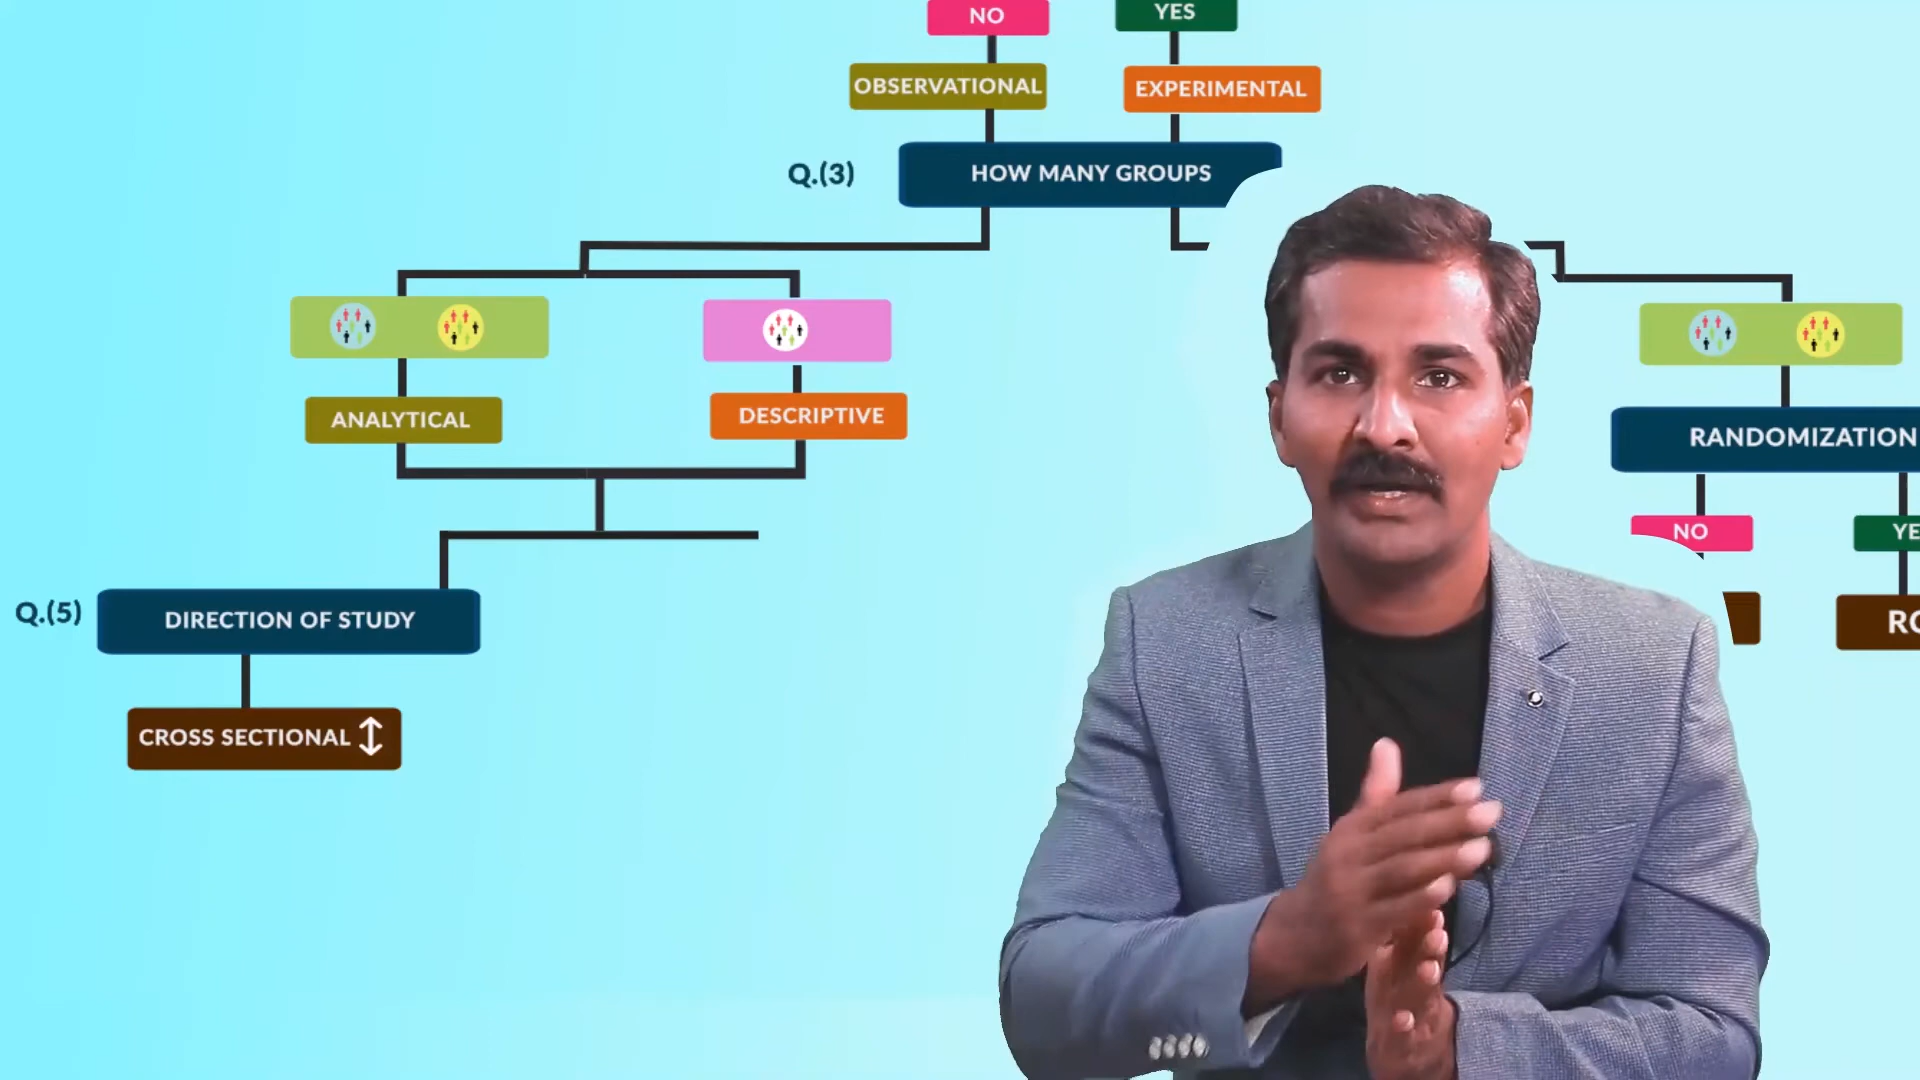 NO
YES
OBSERVATIONAL
EXPERIMENTAL
Q.(3)
HOW MANY GROUPS
ANALYTICAL
DESCRIPTIVE
RANDOMIZATION
NO
Q.(5)
DIRECTION OF STUDY
CROSS SECTIONAL